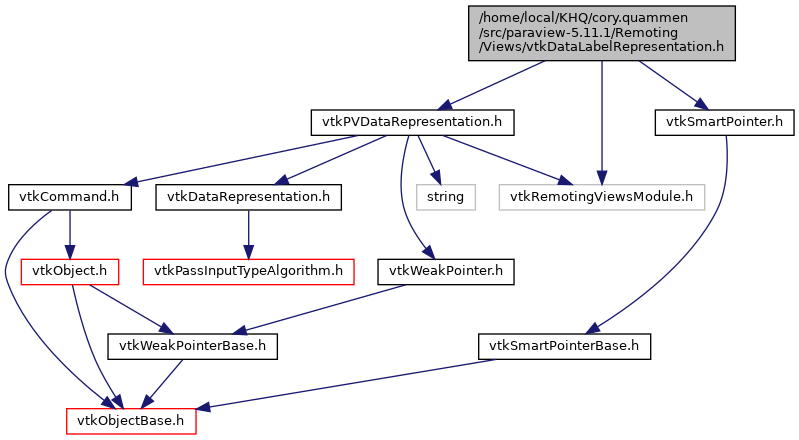 /home/local/KHQ/cory.quammen
/src/paraview-5.11.1/Remoting
/Views/vtkDataLabelRepresentation.h
vtkPVDataRepresentation.h
vtkSmartPointer.h
vtkCommand.h
vtkDataRepresentation.h
string
vtkRemotingViewsModule.h
vtkObject.h
vtkPassInputTypeAlgorithm.h
vtkWeakPointer.h
vtkWeakPointerBase.h
vtkSmartPointerBase.h
vtkObjectBase.h